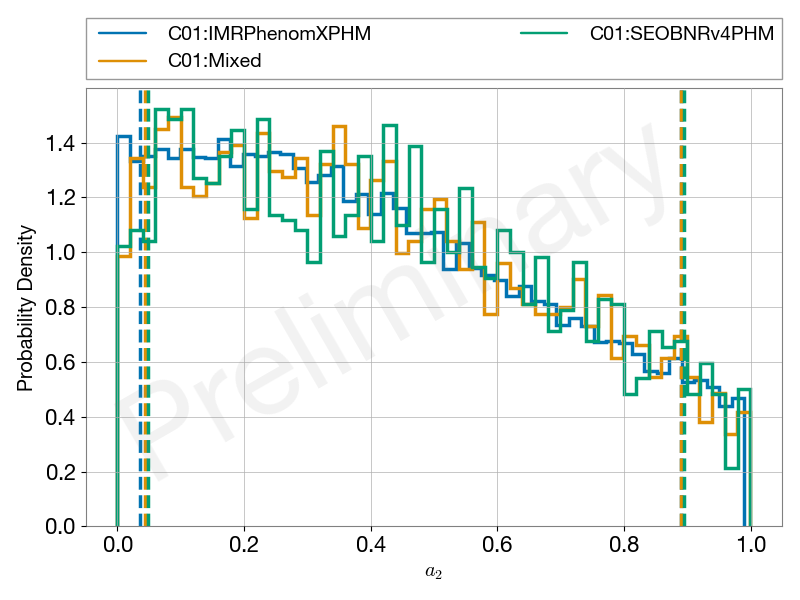 C01:IMRPhenomXPHM
C01:Mixed
C01:SEOBNRv4PHM
Preliminary
Probability Density
1.4
1.2
1.0
0.8
0.6
0.4
0.2
0.0
0.0 0.2 0.4 0.6 0.8 1.0
a₂